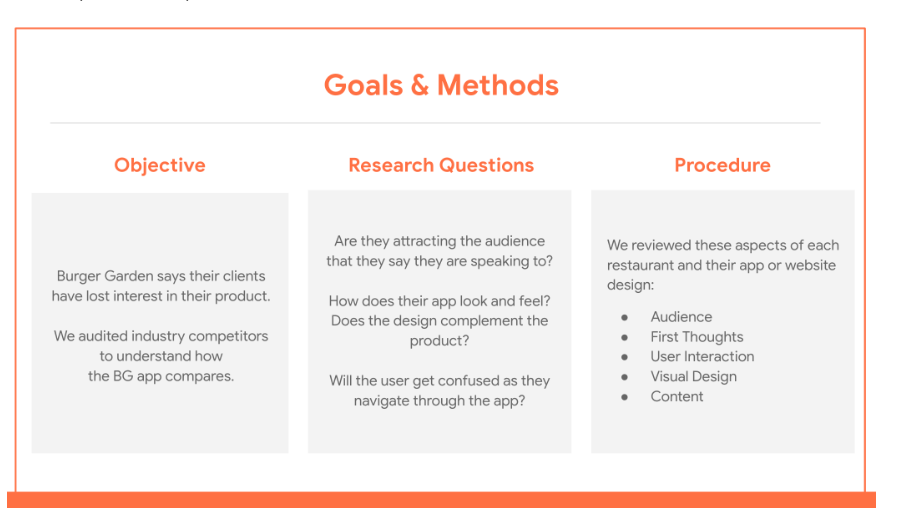 Goals & Methods
Objective
Burger Garden says their clients
have lost interest in their product.
We audited industry competitors
to understand how
the BG app compares.
Research Questions
Are they attracting the audience
that they say they are speaking to?
How does their app look and feel?
Does the design complement the
product?
Will the user get confused as they
navigate through the app?
Procedure
We reviewed these aspects of each
restaurant and their app or website
design:
● Audience
● First Thoughts
● User Interaction
● Visual Design
● Content